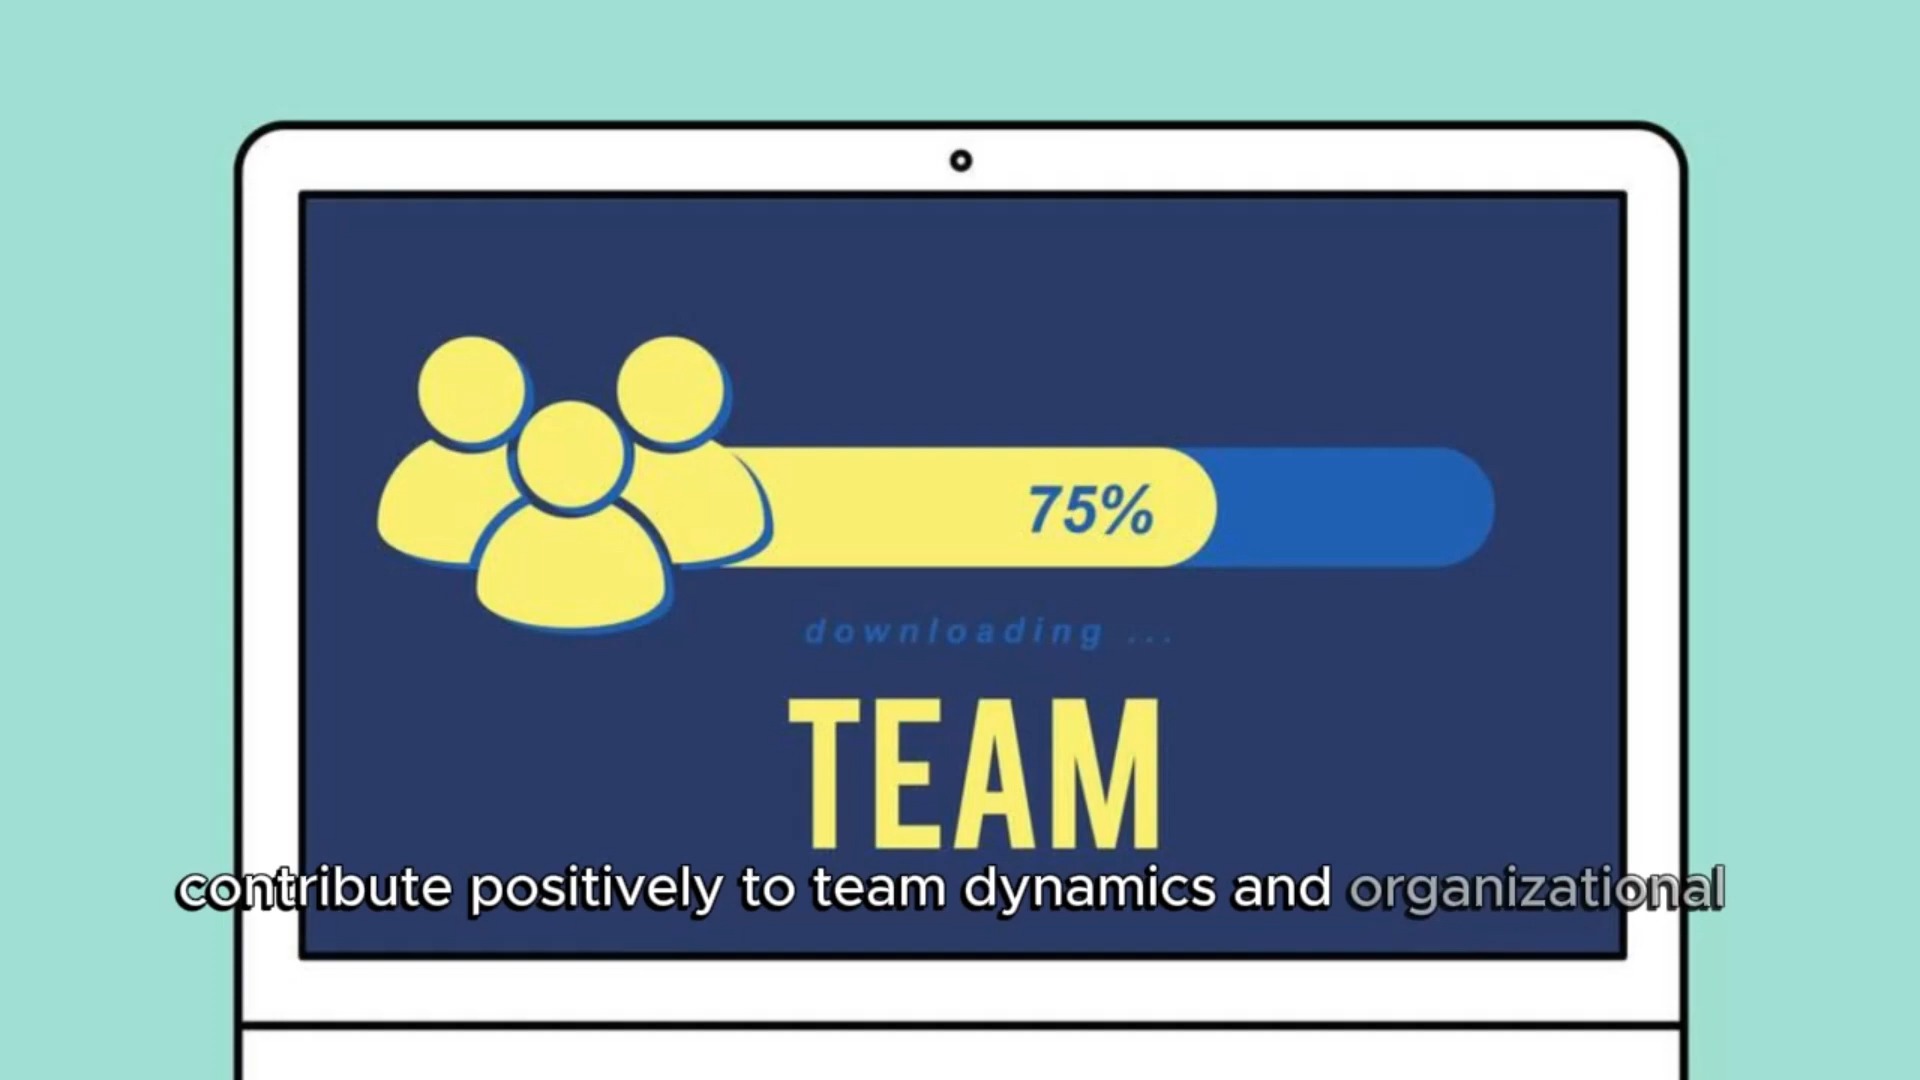 75%
downloading ...
TEAM
contribute positively to team dynamics and organizational